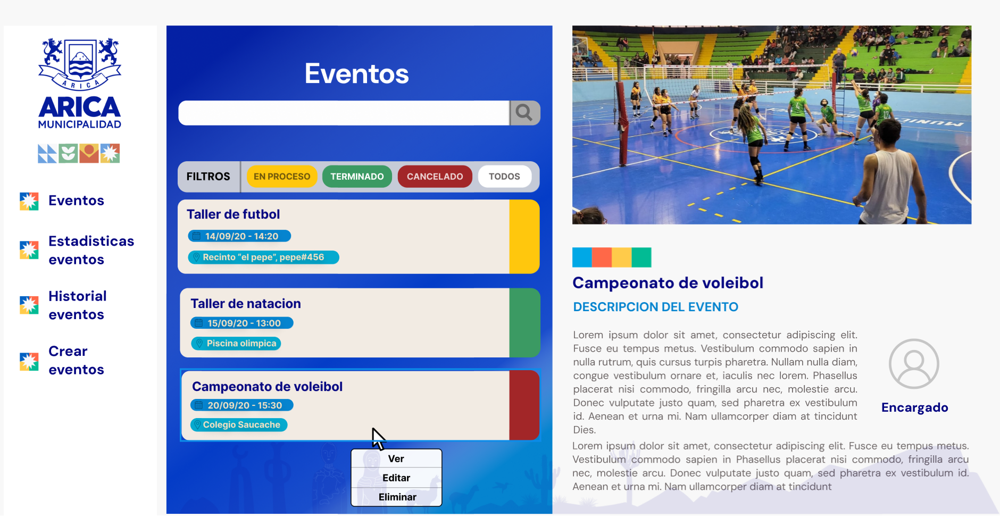 ARICA
ARICA
MUNICIPALIDAD
Eventos
Estadisticas
eventos
Historial
eventos
Crear
eventos
Eventos
FILTROS
EN PROCESO
TERMINADO
CANCELADO
TODOS
Taller de futbol
14/09/20 - 14:20
Recinto “el pepe”, pepe#456
Taller de natacion
15/09/20 - 13:00
Piscina olimpica
Campeonato de voleibol
20/09/20 - 15:30
Colegio Saucache
Ver
Editar
Eliminar
Campeonato de voleibol
DESCRIPCION DEL EVENTO
Lorem ipsum dolor sit amet, consectetur adipiscing elit.
Fusce eu tempus metus. Vestibulum commodo sapien in
nulla rutrum, quis cursus turpis pharetra. Nullam nulla diam,
congue vestibulum ornare et, iaculis nec lorem. Phasellus
placerat nisi commodo, fringilla arcu nec, molestie arcu.
Donec vulputate justo quam, sed pharetra ex vestibulum
id. Aenean et urna mi. Nam ullamcorper diam at tincidunt
Dies.
Encargado
Lorem ipsum dolor sit amet, consectetur adipiscing elit. Fusce eu tempus metus.
Vestibulum commodo sapien in Phasellus placerat nisi commodo, fringilla arcu
nec, molestie arcu. Donec vulputate justo quam, sed pharetra ex vestibulum id.
Aenean et urna mi. Nam ullamcorper diam at tincidunt